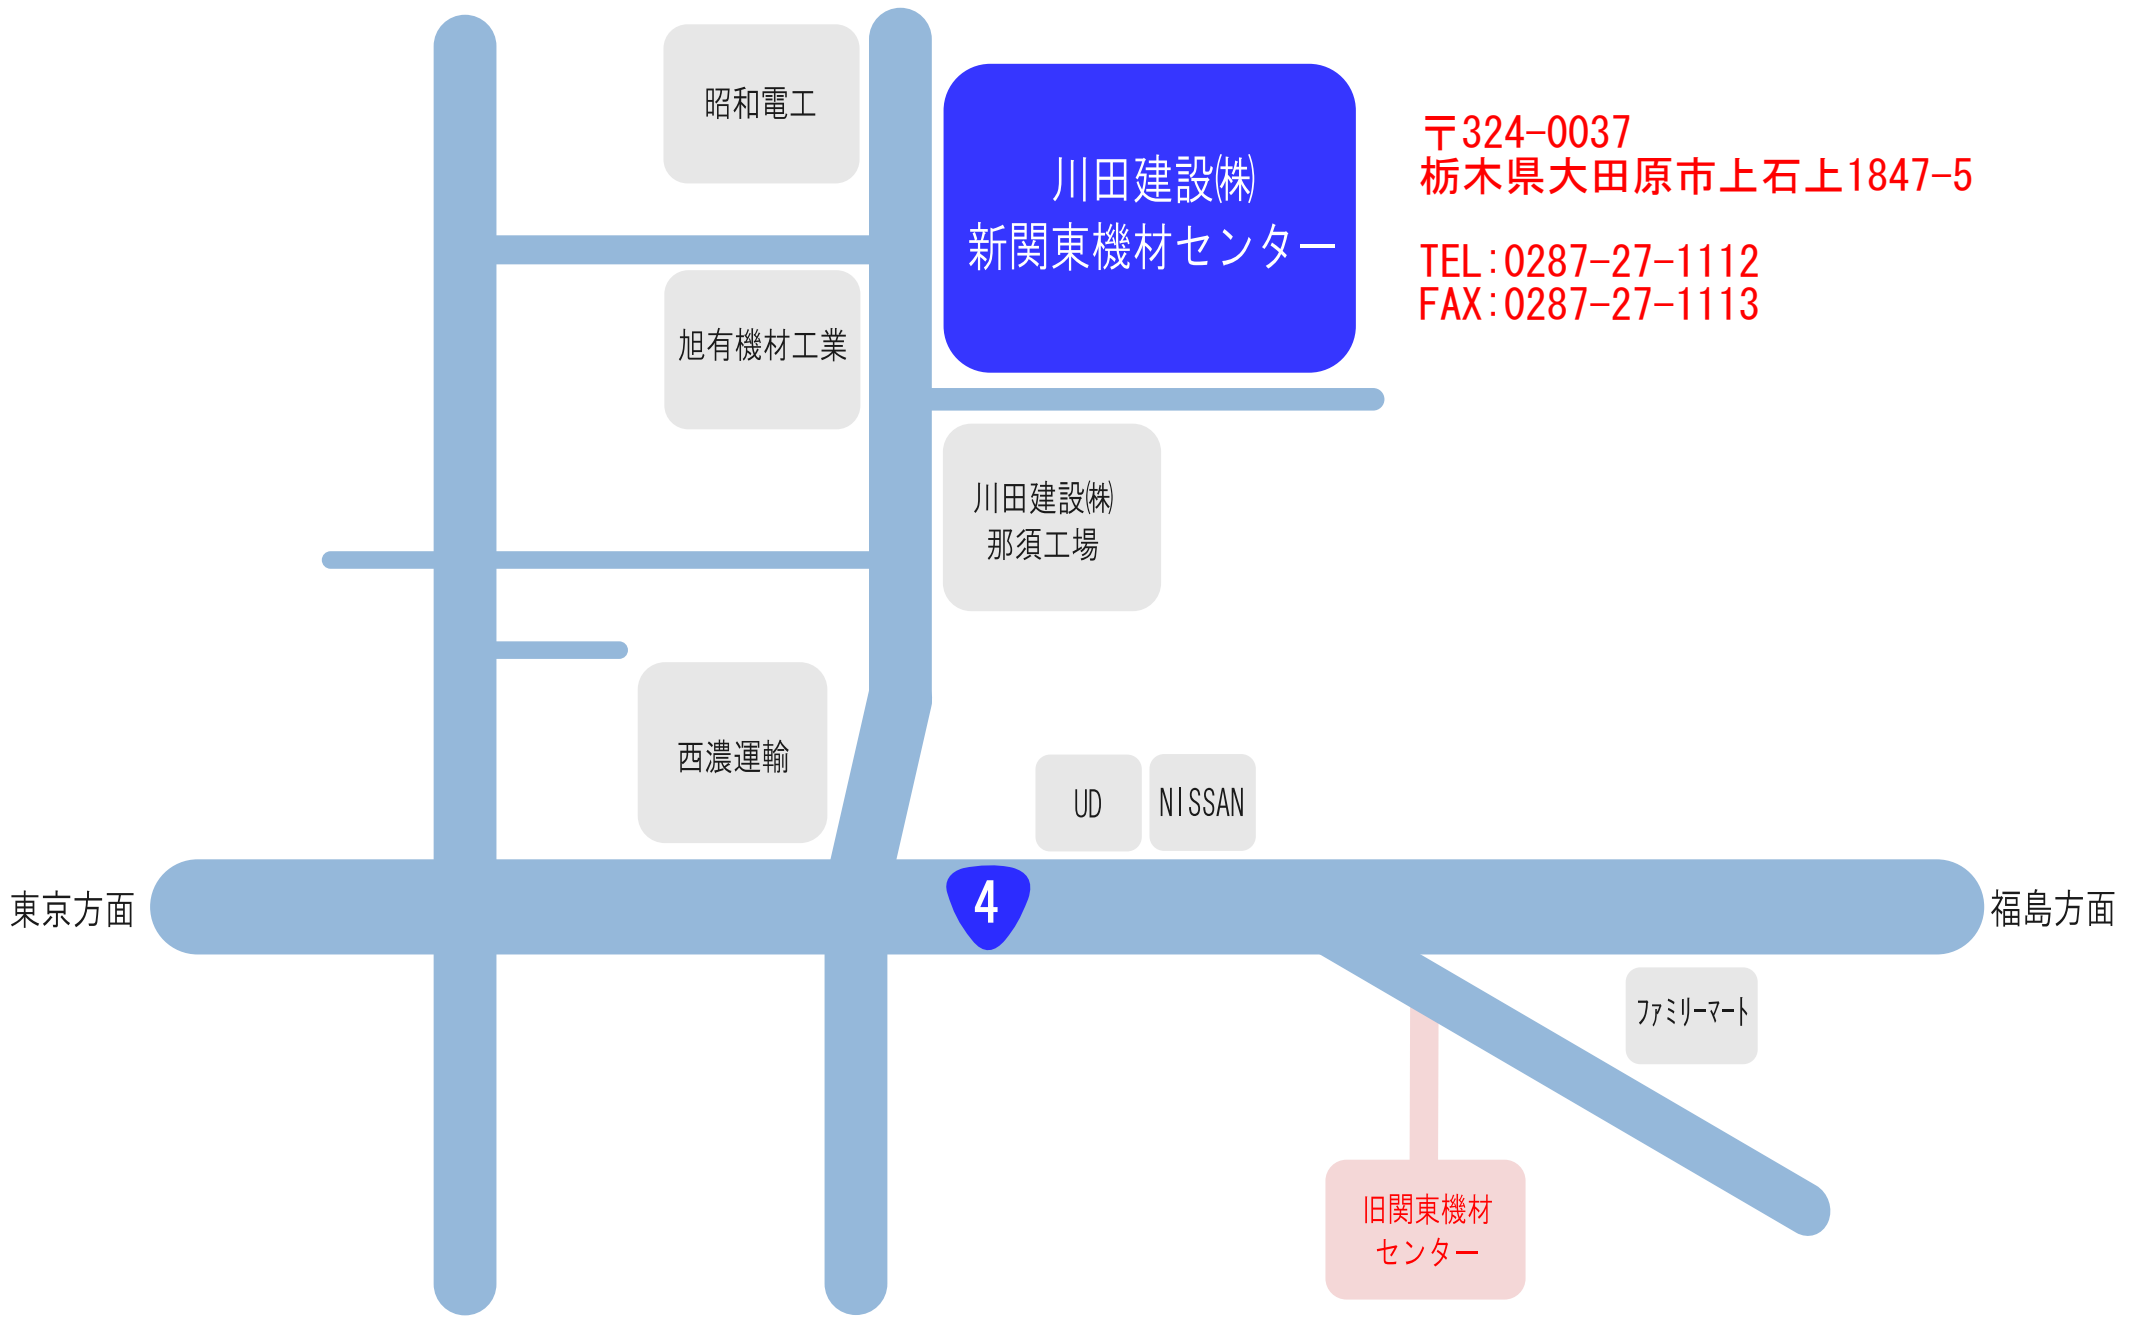 昭和電工
川田建設㈱
新関東機材センター
〒324-0037
栃木県大田原市上石上1847-5
TEL:0287-27-1112
FAX:0287-27-1113
旭有機材工業
川田建設㈱
那須工場
西濃運輸
UD
NISSAN
東京方面
4
福島方面
ファミリーマート
旧関東機材
センター